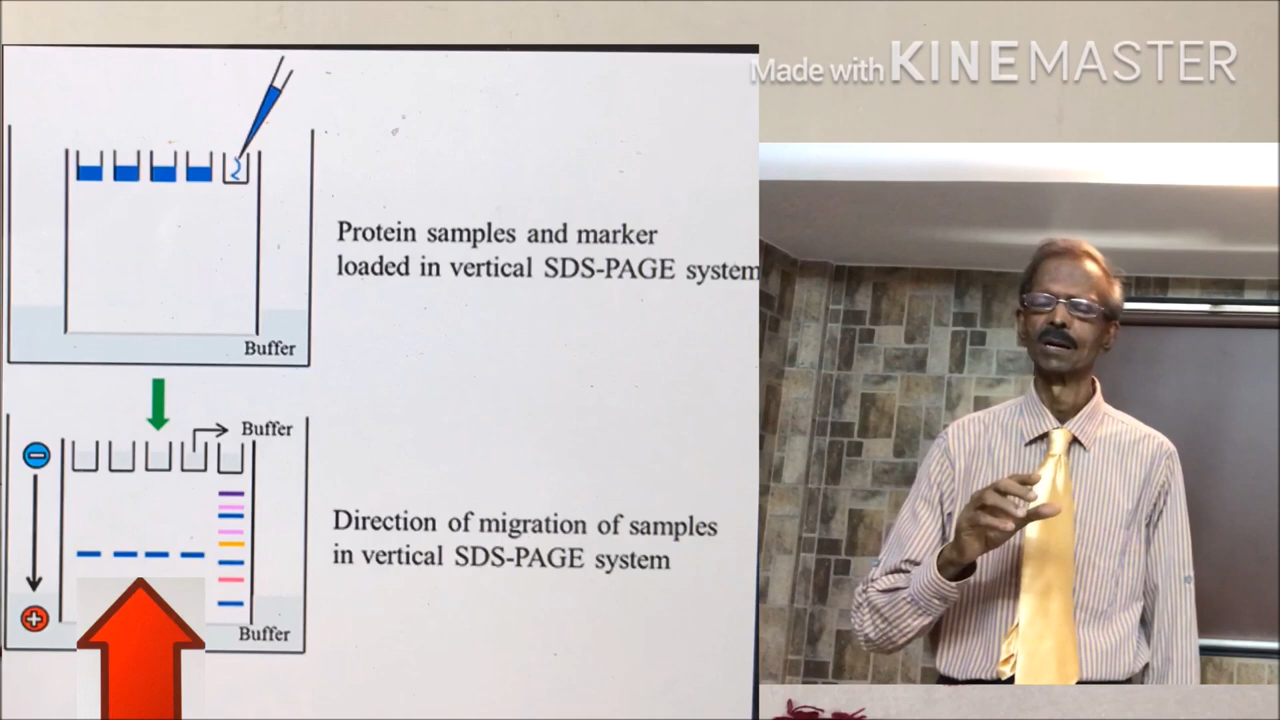 Made with KINEMASTER
Protein samples and marker
loaded in vertical SDS-PAGE system
Buffer
Buffer
Direction of migration of samples
in vertical SDS-PAGE system
Buffer